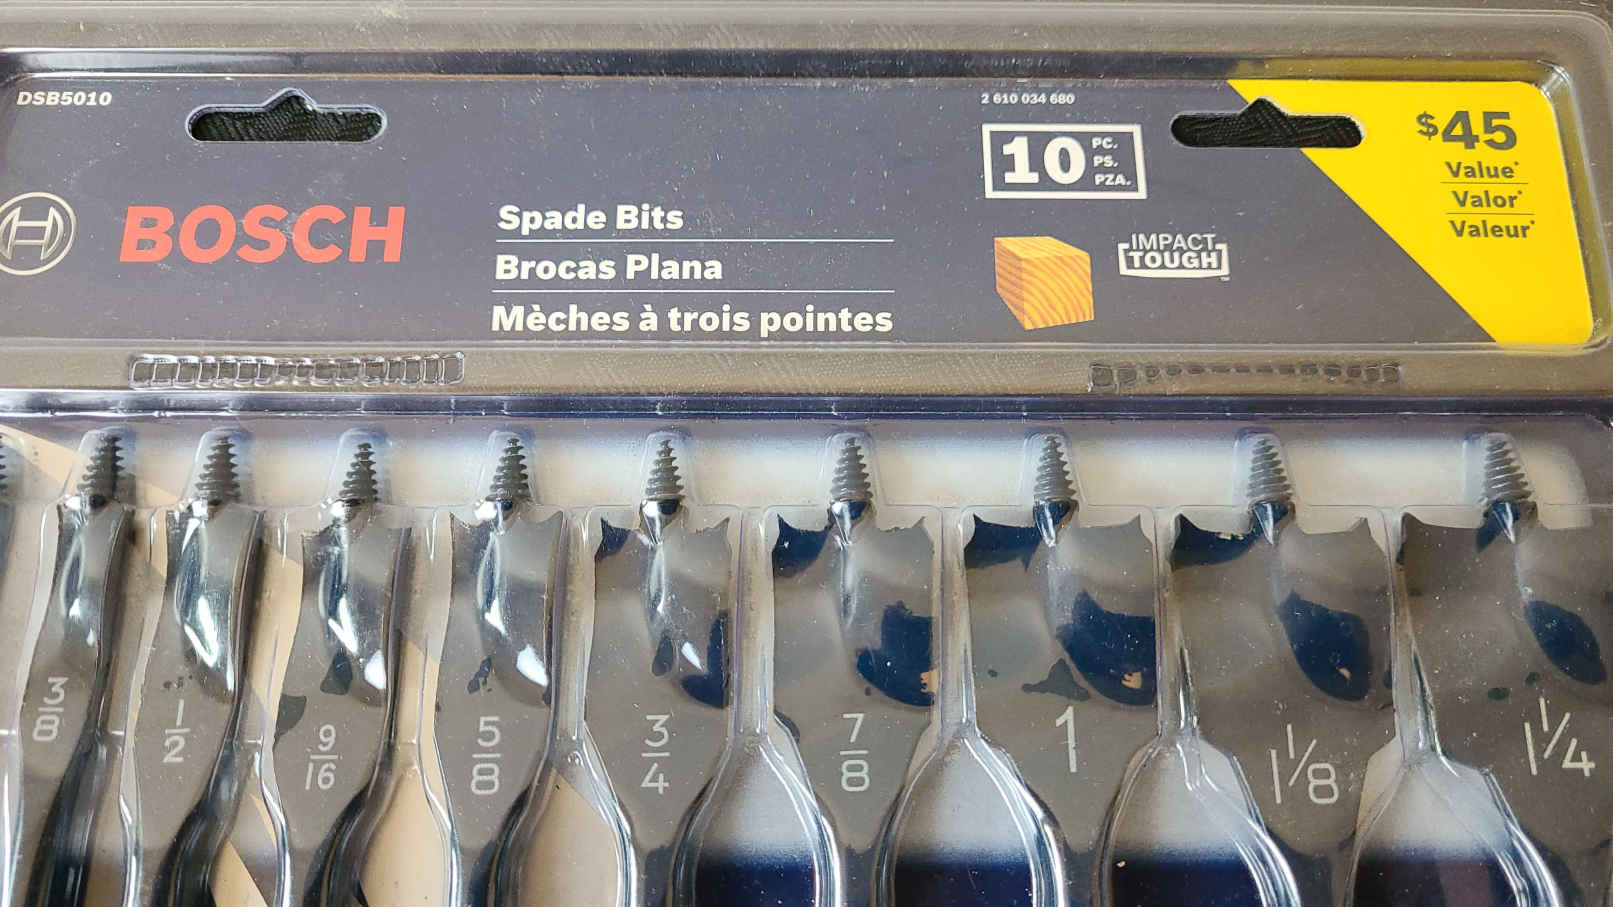 DSB5010
2 610 034 680
10 PC. PS. PZA.
$45
Value*
Valor*
Valeur*
BOSCH
Spade Bits
Brocas Plana
Mèches à trois pointes
IMPACT
TOUGH™
3/8
1/2
9/16
5/8
3/4
7/8
1
1 1/8
1 1/4